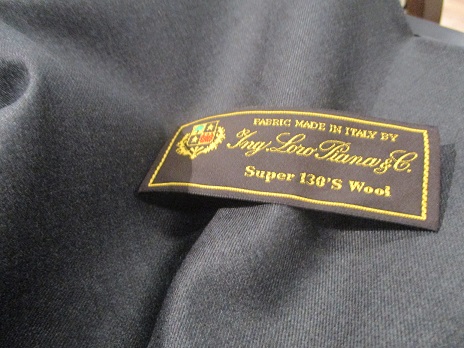 FABRIC MADE IN ITALY BY
Ing. Loro Piana & C.
Super 130'S Wool